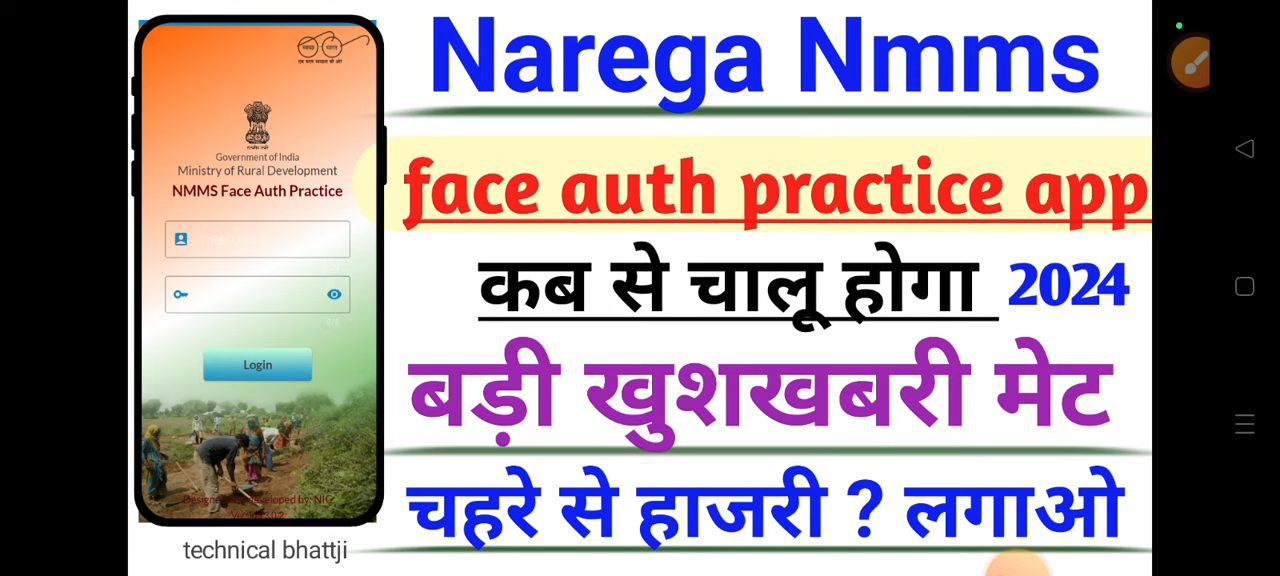 Narega Nmms
face auth practice app
कब से चालू होगा 2024
बड़ी खुशखबरी मेट
चहरे से हाजरी ? लगाओ
Government of India
Ministry of Rural Development
NMMS Face Auth Practice
Login
technical bhattji